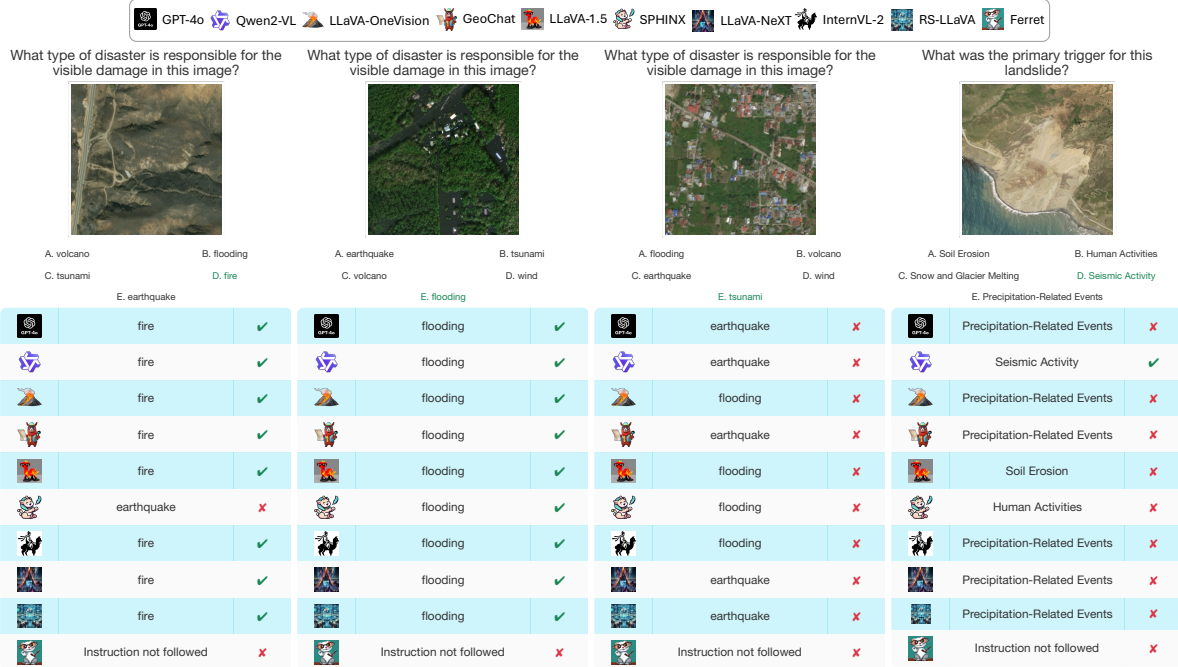 GPT-4o Qwen2-VL LLaVA-OneVision GeoChat LLaVA-1.5 SPHINX LLaVA-NeXT InternVL-2 RS-LLaVA Ferret
What type of disaster is responsible for the
visible damage in this image?
A. volcano B. flooding
C. tsunami D. fire
E. earthquake
GPT-4o fire ✔
fire ✔
fire ✔
fire ✔
fire ✔
earthquake ✘
fire ✔
fire ✔
fire ✔
Instruction not followed ✘
What type of disaster is responsible for the
visible damage in this image?
A. earthquake B. tsunami
C. volcano D. wind
E. flooding
GPT-4o flooding ✔
flooding ✔
flooding ✔
flooding ✔
flooding ✔
flooding ✔
flooding ✔
flooding ✔
flooding ✔
Instruction not followed ✘
What type of disaster is responsible for the
visible damage in this image?
A. flooding B. volcano
C. earthquake D. wind
E. tsunami
GPT-4o earthquake ✘
earthquake ✘
flooding ✘
earthquake ✘
flooding ✘
flooding ✘
flooding ✘
earthquake ✘
earthquake ✘
Instruction not followed ✘
What was the primary trigger for this
landslide?
A. Soil Erosion B. Human Activities
C. Snow and Glacier Melting D. Seismic Activity
E. Precipitation-Related Events
GPT-4o Precipitation-Related Events ✘
Seismic Activity ✔
Precipitation-Related Events ✘
Precipitation-Related Events ✘
Soil Erosion ✘
Human Activities ✘
Precipitation-Related Events ✘
Precipitation-Related Events ✘
Precipitation-Related Events ✘
Instruction not followed ✘